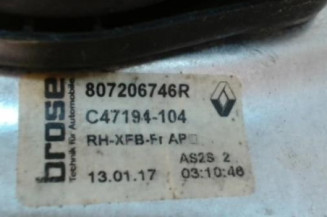 brose
Technik für Automobile
807206746R
C47194-104
RH-XFB-Fr AP
AS2S 2
13.01.17 03:10:46